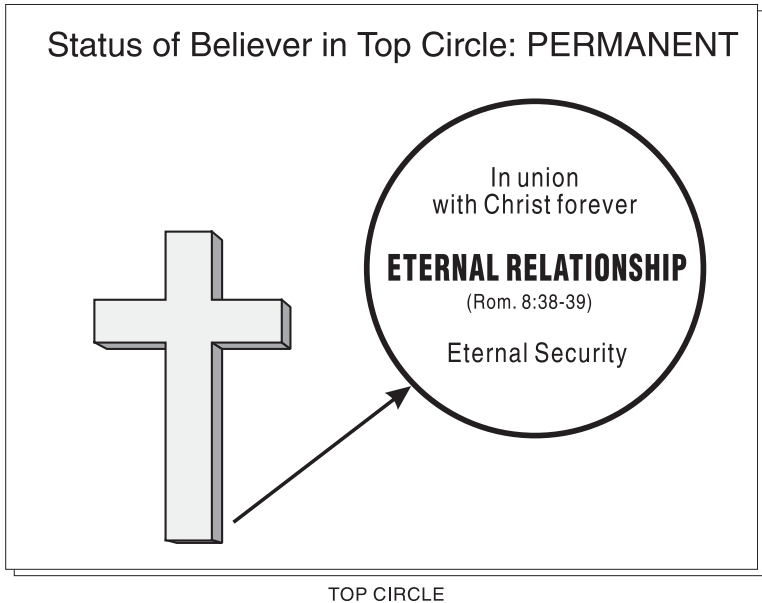 Status of Believer in Top Circle: PERMANENT
In union
with Christ forever
ETERNAL RELATIONSHIP
(Rom. 8:38-39)
Eternal Security
TOP CIRCLE